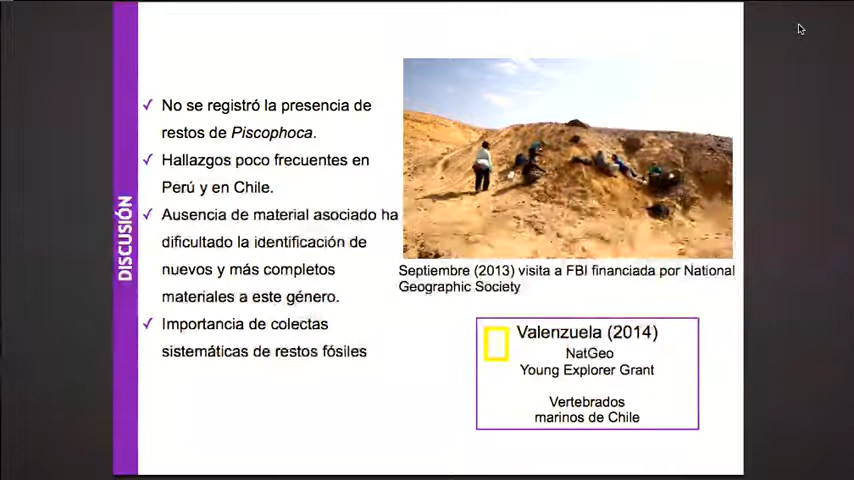 DISCUSIÓN
✓ No se registró la presencia de
restos de Piscophoca.
✓ Hallazgos poco frecuentes en
Perú y en Chile.
✓ Ausencia de material asociado ha
dificultado la identificación de
nuevos y más completos
materiales a este género.
✓ Importancia de colectas
sistemáticas de restos fósiles
Septiembre (2013) visita a FBI financiada por National
Geographic Society
Valenzuela (2014)
NatGeo
Young Explorer Grant
Vertebrados
marinos de Chile